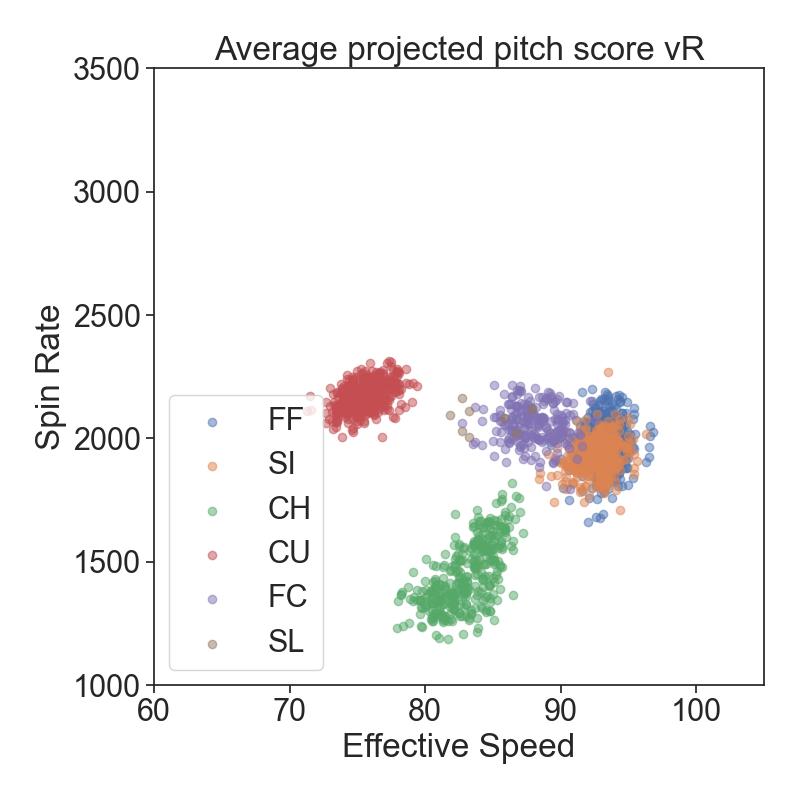 Average projected pitch score vR
3500
3000
2500
2000
1500
1000
Spin Rate
FF
SI
CH
CU
FC
SL
60 70 80 90 100
Effective Speed